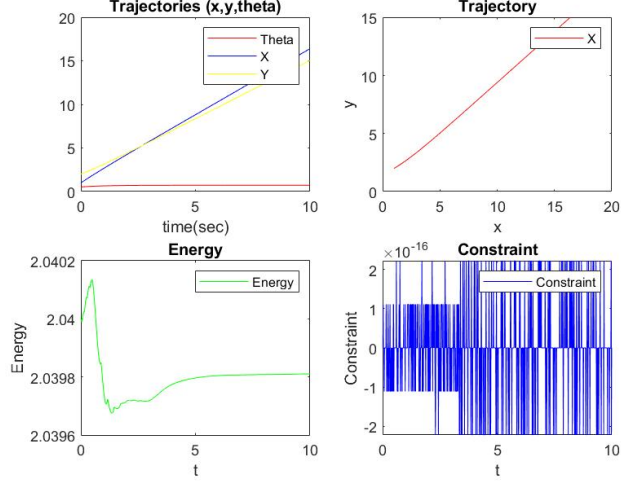 Trajectories (x,y,theta)
20
15
10
5
0
0
5
10
time(sec)
Theta
X
Y
Trajectory
15
10
5
0
y
0
5
10
15
20
x
X
Energy
2.0402
2.04
2.0398
2.0396
Energy
0
5
10
t
Energy
×10⁻¹⁶
Constraint
2
1
0
-1
-2
Constraint
0
5
10
t
Constraint